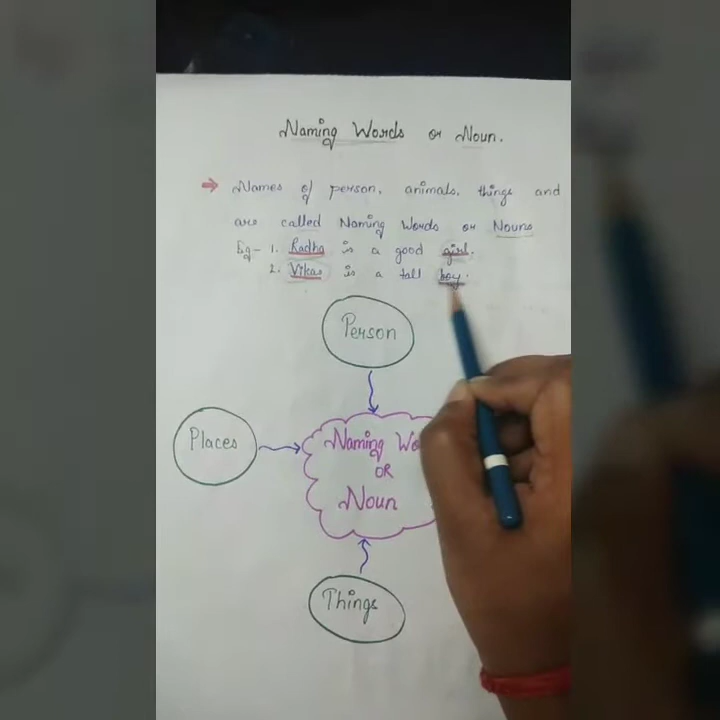 Naming Words or Noun.
→ Names of person, animals, things and
are called Naming Words or Nouns
Eg- 1. Radha is a good girl.
2. Vikas is a tall boy.
Person
Places
Naming Wo
OR
Noun
Things